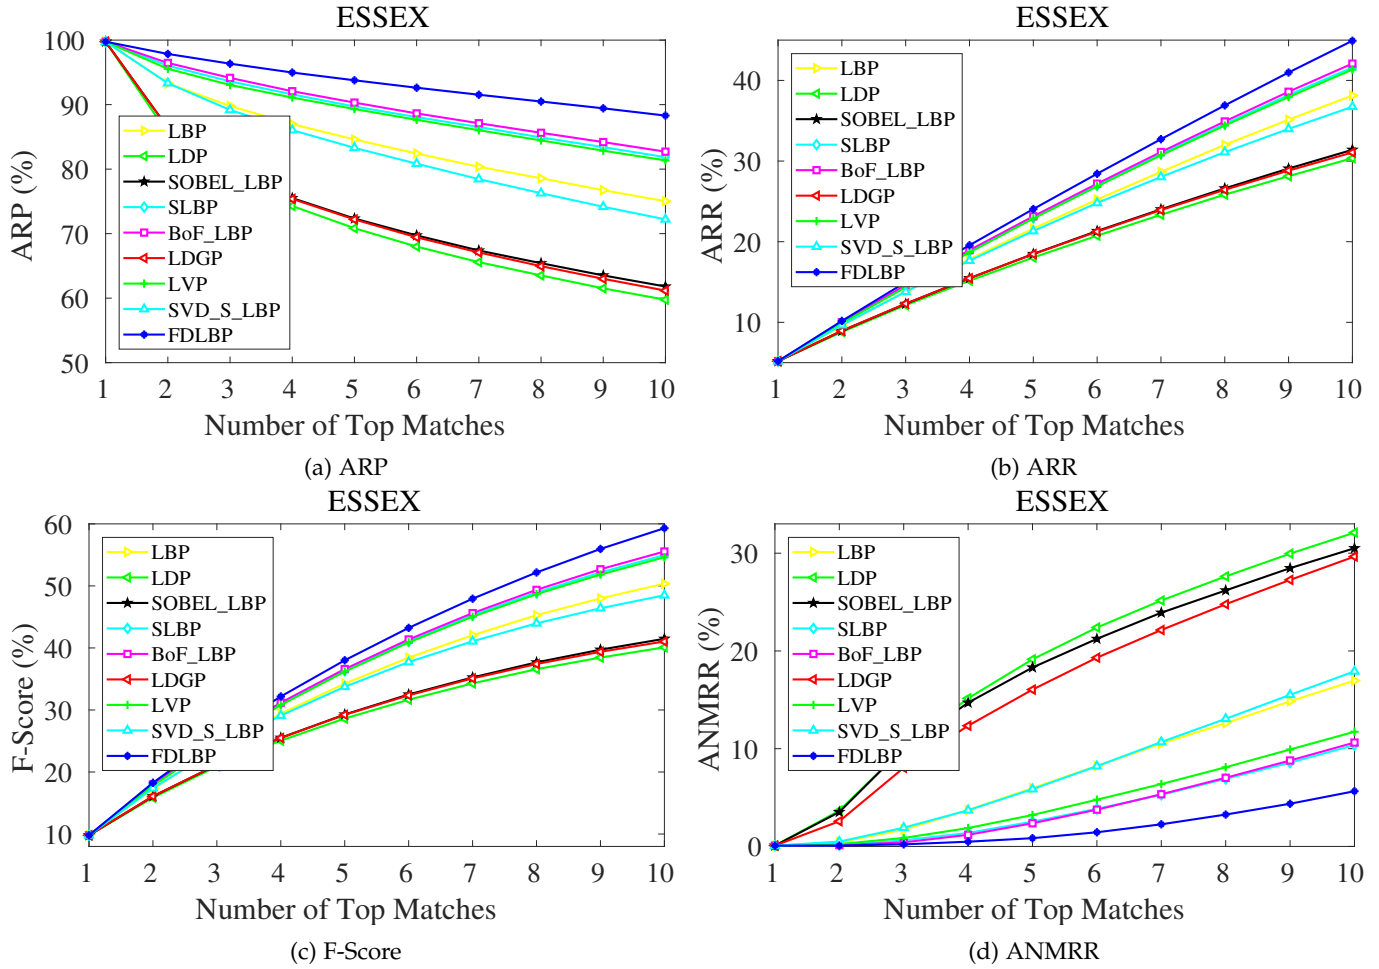 ESSEX
ARP (%)
100
90
80
70
60
50
LBP
LDP
SOBEL_LBP
SLBP
BoF_LBP
LDGP
LVP
SVD_S_LBP
FDLBP
1 2 3 4 5 6 7 8 9 10
Number of Top Matches
(a) ARP
ESSEX
ARR (%)
40
30
20
10
LBP
LDP
SOBEL_LBP
SLBP
BoF_LBP
LDGP
LVP
SVD_S_LBP
FDLBP
1 2 3 4 5 6 7 8 9 10
Number of Top Matches
(b) ARR
ESSEX
F-Score (%)
60
50
40
30
20
10
LBP
LDP
SOBEL_LBP
SLBP
BoF_LBP
LDGP
LVP
SVD_S_LBP
FDLBP
1 2 3 4 5 6 7 8 9 10
Number of Top Matches
(c) F-Score
ESSEX
ANMRR (%)
30
20
10
0
LBP
LDP
SOBEL_LBP
SLBP
BoF_LBP
LDGP
LVP
SVD_S_LBP
FDLBP
1 2 3 4 5 6 7 8 9 10
Number of Top Matches
(d) ANMRR